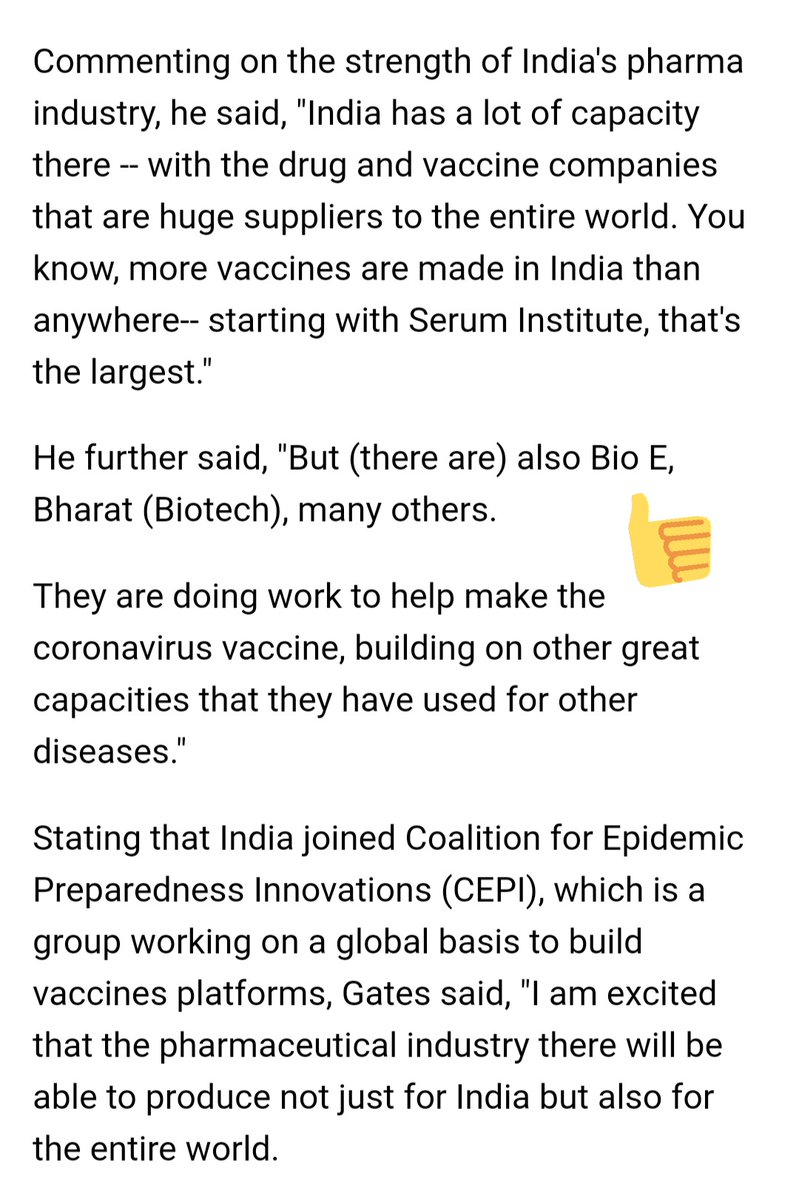 Commenting on the strength of India's pharma
industry, he said, "India has a lot of capacity
there -- with the drug and vaccine companies
that are huge suppliers to the entire world. You
know, more vaccines are made in India than
anywhere-- starting with Serum Institute, that's
the largest."
He further said, "But (there are) also Bio E,
Bharat (Biotech), many others.
They are doing work to help make the
coronavirus vaccine, building on other great
capacities that they have used for other
diseases."
Stating that India joined Coalition for Epidemic
Preparedness Innovations (CEPI), which is a
group working on a global basis to build
vaccines platforms, Gates said, "I am excited
that the pharmaceutical industry there will be
able to produce not just for India but also for
the entire world.